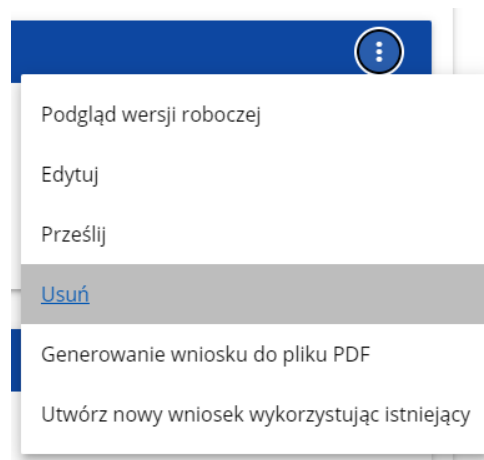 Podgląd wersji roboczej
Edytuj
Prześlij
Usuń
Generowanie wniosku do pliku PDF
Utwórz nowy wniosek wykorzystując istniejący